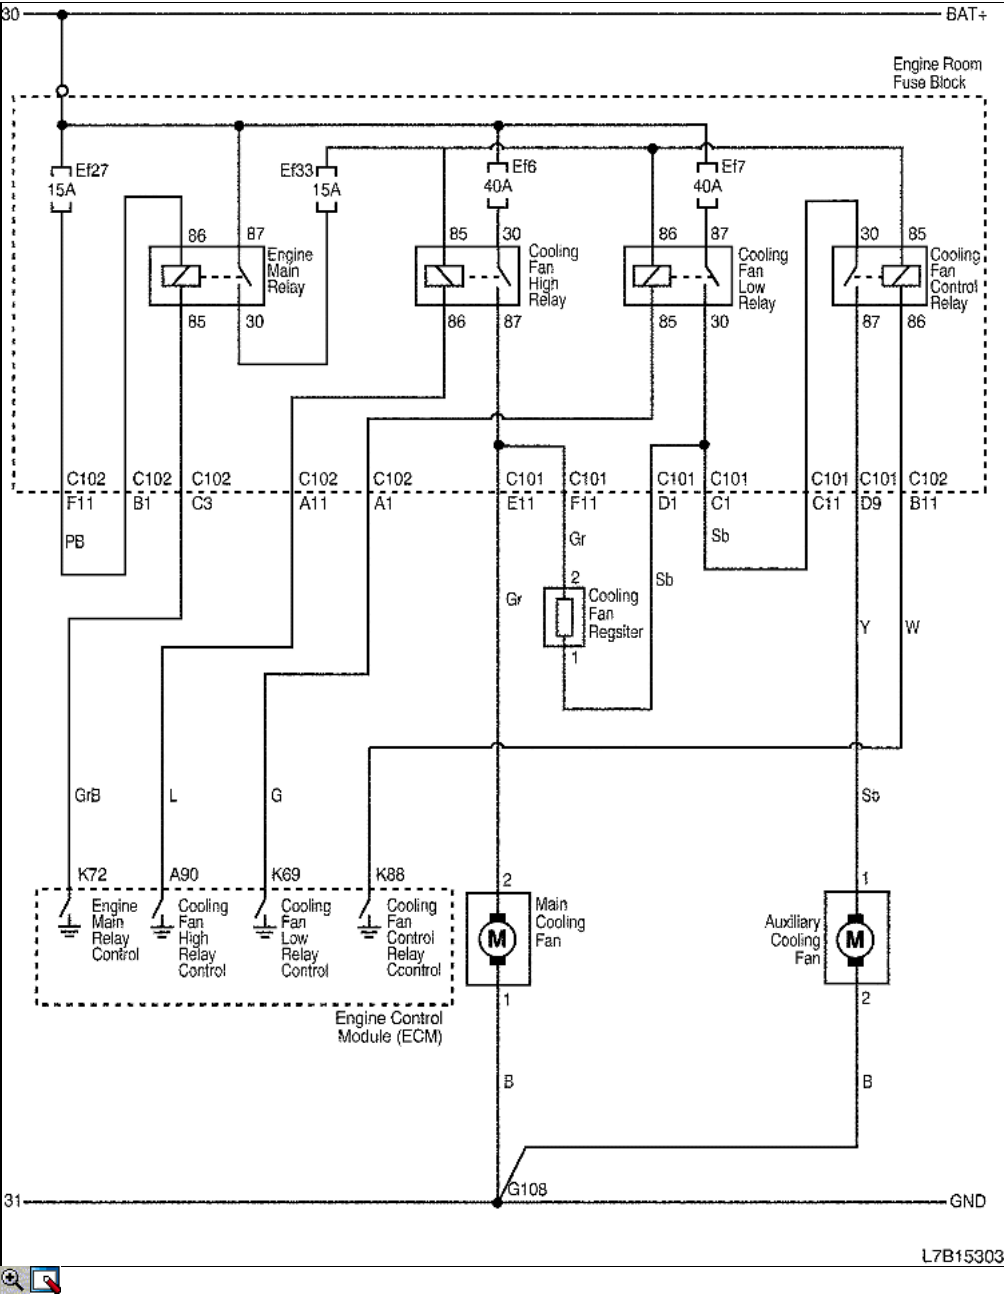 30
BAT+
Engine Room
Fuse Block
Ef27
15A
Ef33
15A
Ef6
40A
Ef7
40A
86
87
Engine
Main
Relay
85
30
85
30
Cooling
Fan
High
Relay
86
87
86
87
Cooling
Fan
Low
Relay
85
30
30
85
Cooling
Fan
Control
Relay
87
86
C102
C102
C102
C102
C102
C101
C101
C101
C101
C101
C101
C102
F11
B1
C3
A11
A1
E11
F11
D1
C1
C11
D9
B11
PB
Gr
Sb
Sb
Gr
2
Cooling
Fan
Regsiter
1
Y
W
GrB
L
G
So
K72
A90
K69
K88
Engine
Main
Relay
Control
Cooling
Fan
High
Relay
Control
Cooling
Fan
Low
Relay
Control
Cooling
Fan
Control
Relay
Ccontrol
Engine Control
Module (ECM)
2
M
Main
Cooling
Fan
1
1
Auxiliary
Cooling
Fan
M
2
B
B
G108
31
GND
L7B15303